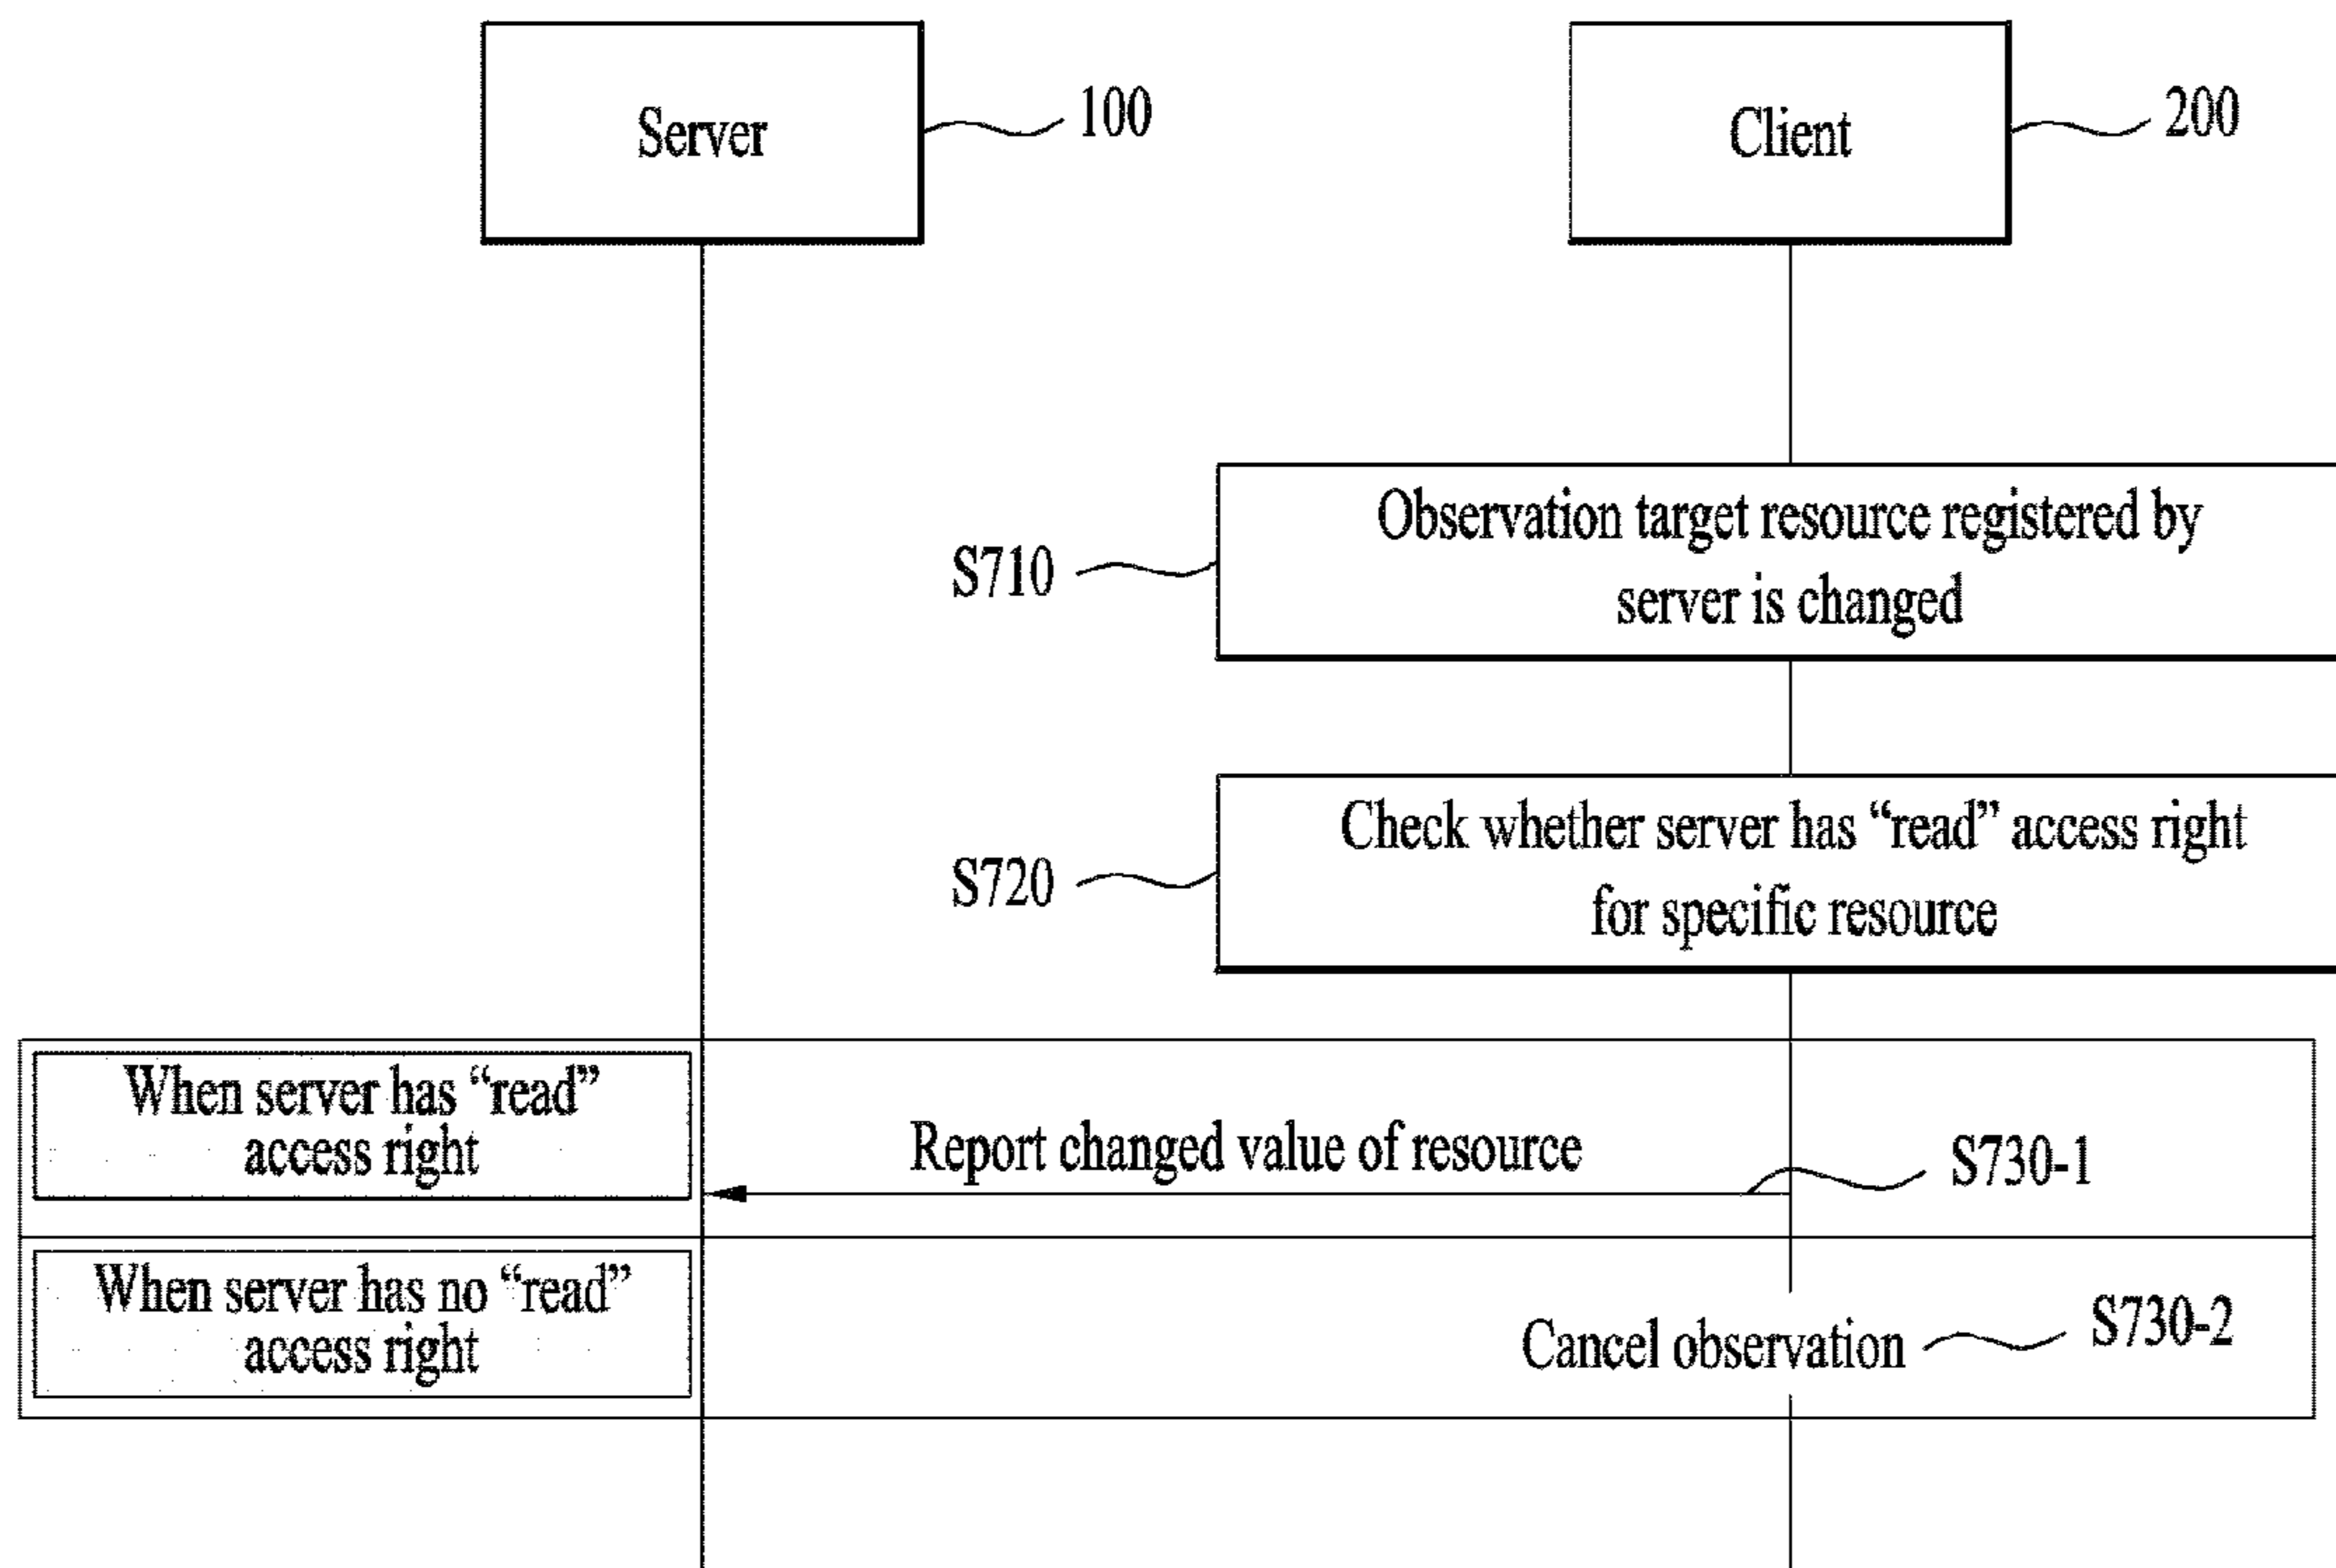 Server
100
Client
200
Observation target resource registered by
server is changed
S710
Check whether server has “read” access right
for specific resource
S720
When server has “read”
access right
Report changed value of resource
S730-1
When server has no “read”
access right
Cancel observation
S730-2